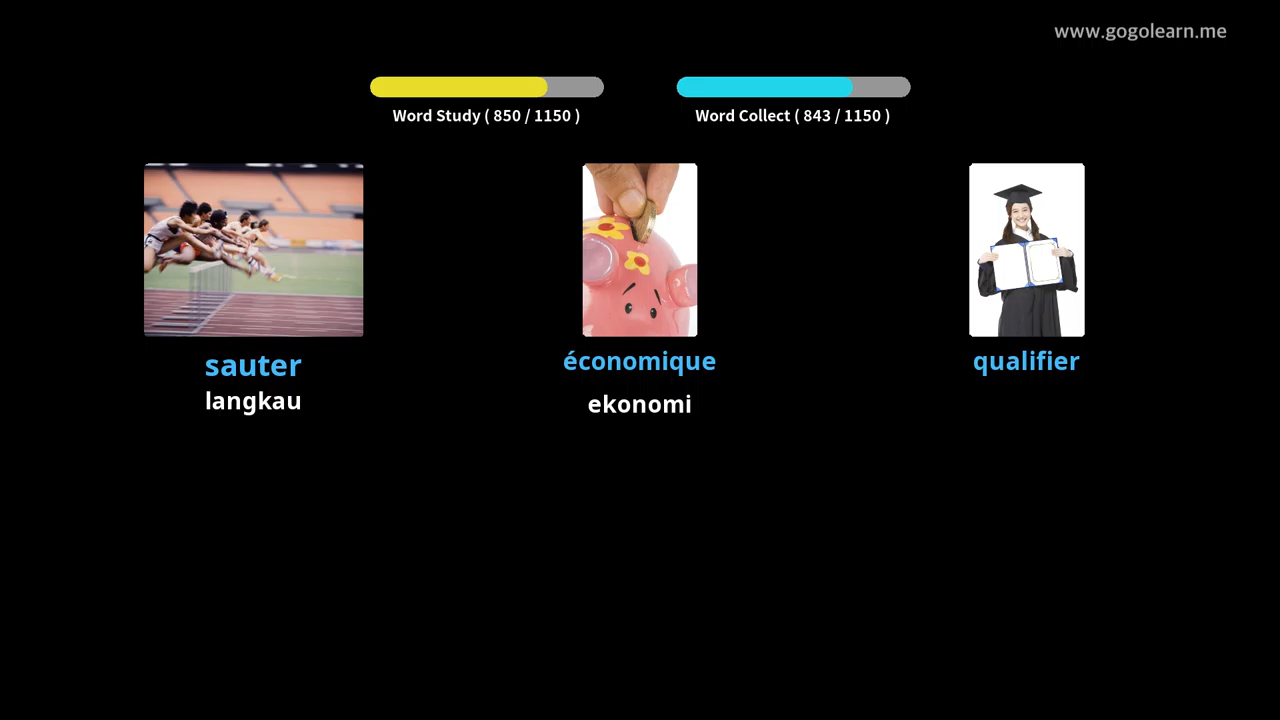 www.gogolearn.me
Word Study ( 850 / 1150 )
Word Collect ( 843 / 1150 )
sauter
langkau
économique
ekonomi
qualifier